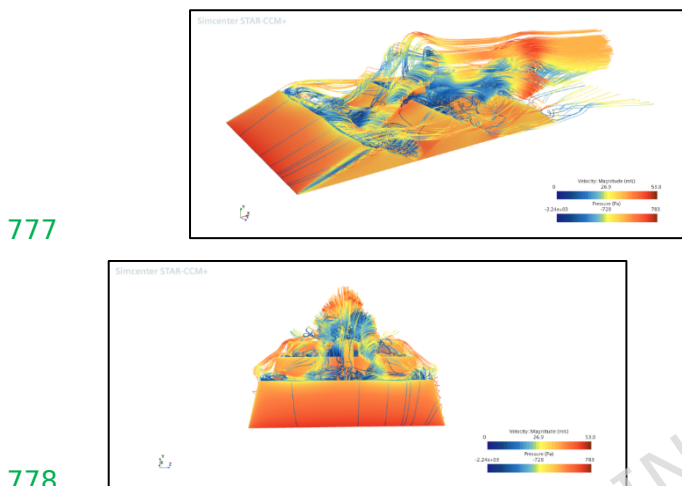 Simcenter STAR-CCM+
Velocity: Magnitude (m/s)
0 26.9 53.8
Pressure (Pa)
-2.24e+03 -728 783
777
Simcenter STAR-CCM+
Velocity: Magnitude (m/s)
0 26.9 53.8
Pressure (Pa)
-2.24e+03 -728 783
778